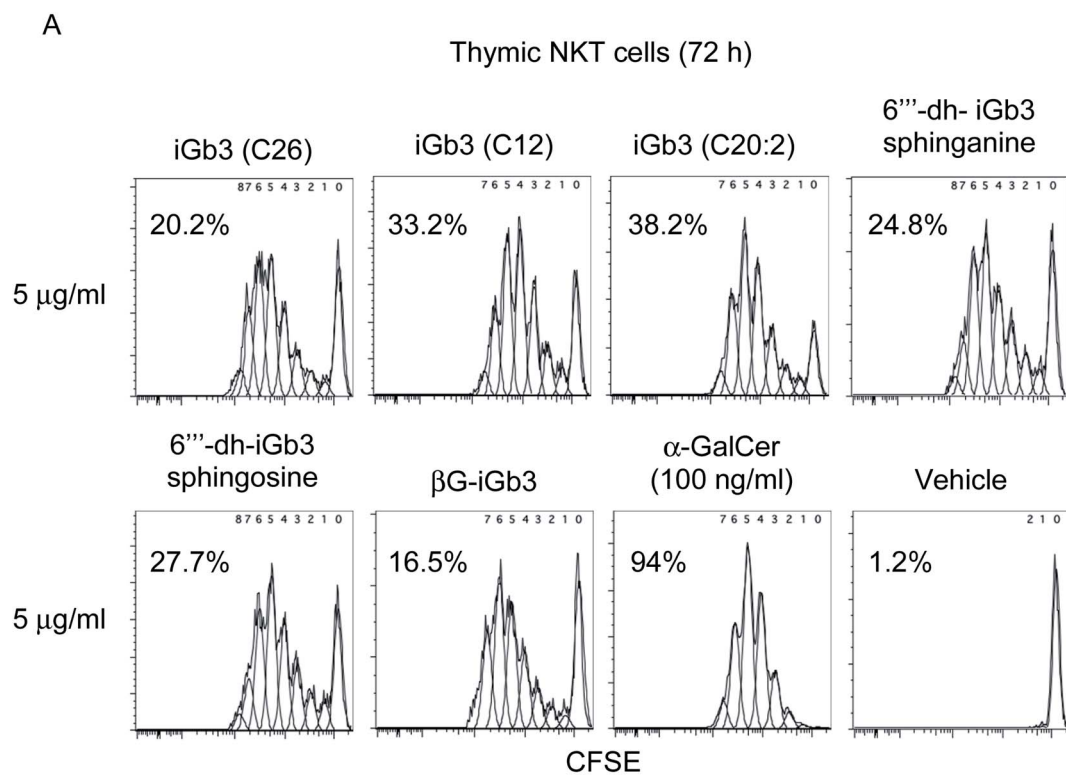 A
Thymic NKT cells (72 h)
iGb3 (C26)
iGb3 (C12)
iGb3 (C20:2)
6’’’-dh- iGb3
sphinganine
5 μg/ml
8 7 6 5 4 3 2 1 0
20.2%
7 6 5 4 3 2 1 0
33.2%
7 6 5 4 3 2 1 0
38.2%
8 7 6 5 4 3 2 1 0
24.8%
6’’’-dh-iGb3
sphingosine
βG-iGb3
α-GalCer
(100 ng/ml)
Vehicle
5 μg/ml
8 7 6 5 4 3 2 1 0
27.7%
7 6 5 4 3 2 1 0
16.5%
7 6 5 4 3 2 1 0
94%
2 1 0
1.2%
CFSE